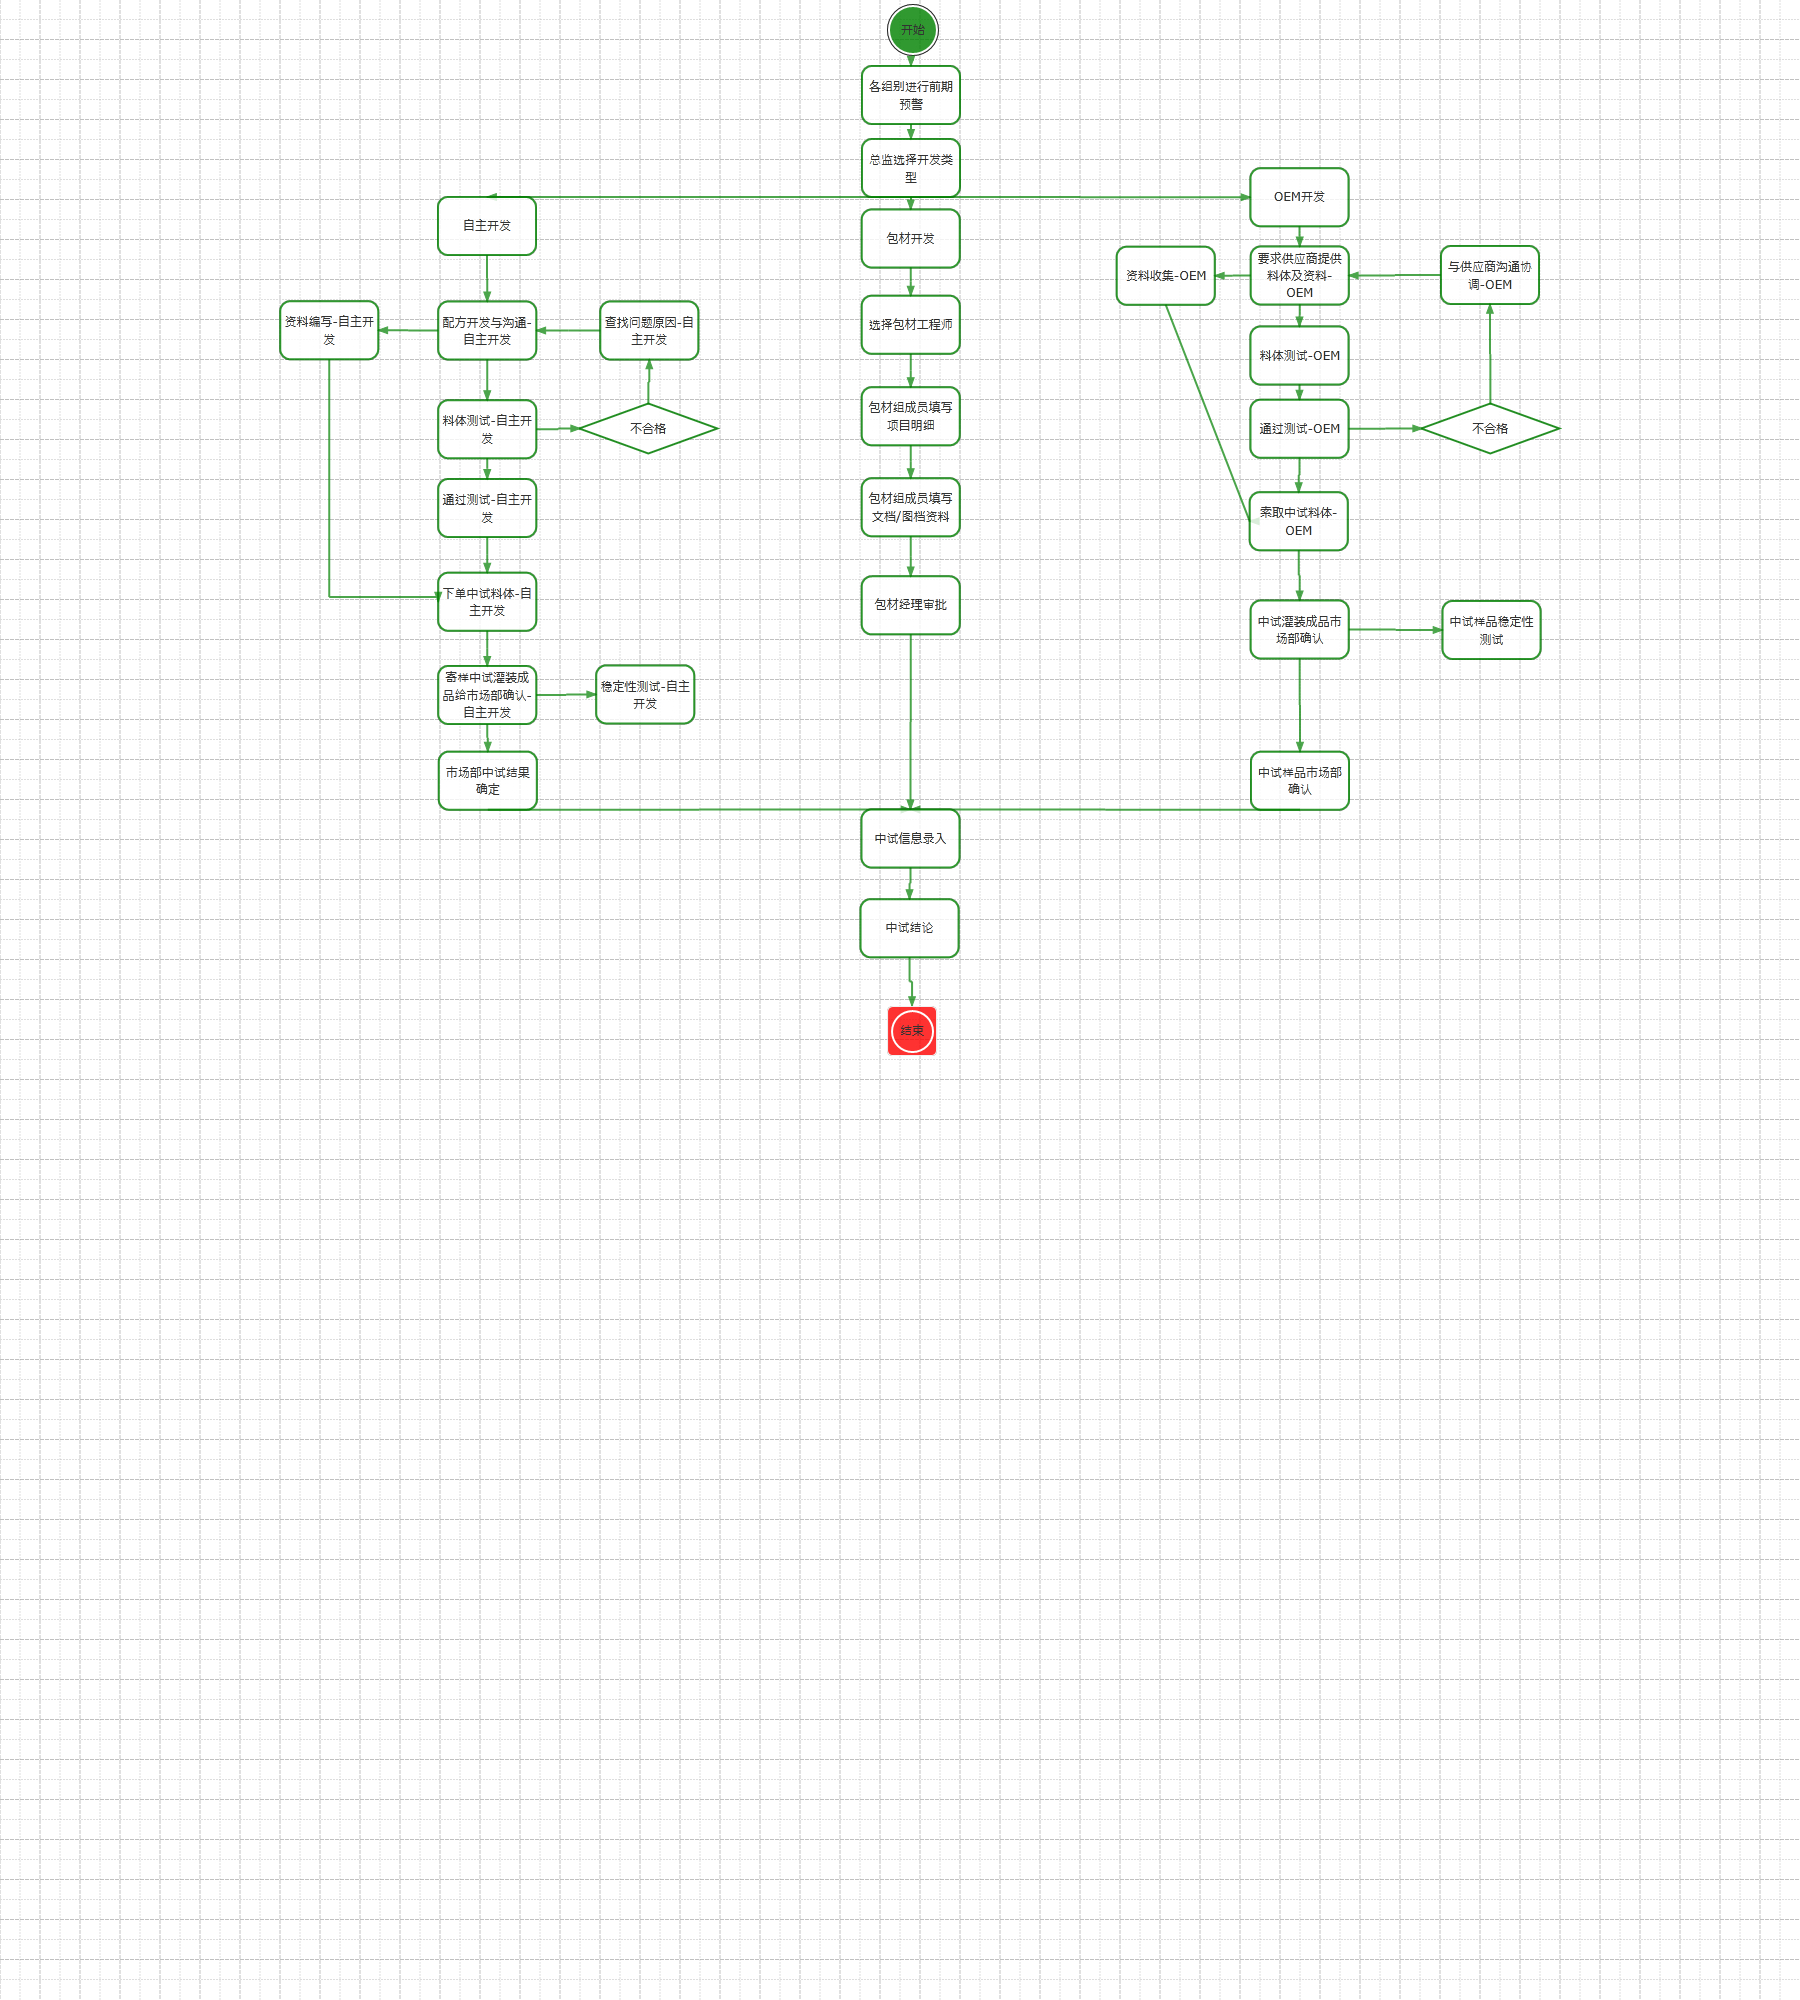 开始
各组别进行前期
预警
总监选择开发类
型
自主开发
包材开发
OEM开发
资料编写-自主开
发
配方开发与沟通-
自主开发
查找问题原因-自
主开发
料体测试-自主开
发
不合格
通过测试-自主开
发
下单中试料体-自
主开发
寄样中试灌装成
品给市场部确认-
自主开发
稳定性测试-自主
开发
市场部中试结果
确定
选择包材工程师
包材组成员填写
项目明细
包材组成员填写
文档/图档资料
包材经理审批
资料收集-OEM
要求供应商提供
料体及资料-
OEM
与供应商沟通协
调-OEM
料体测试-OEM
通过测试-OEM
不合格
索取中试料体-
OEM
中试灌装成品市
场部确认
中试样品稳定性
测试
中试样品市场部
确认
中试信息录入
中试结论
结束